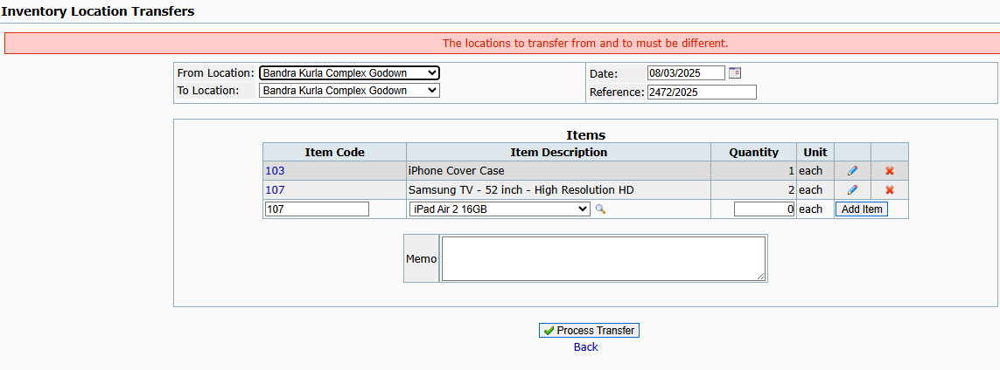 Inventory Location Transfers
The locations to transfer from and to must be different.
From Location: Bandra Kurla Complex Godown
To Location: Bandra Kurla Complex Godown
Date: 08/03/2025
Reference: 2472/2025
Items
Item Code Item Description Quantity Unit
103 iPhone Cover Case 1 each
107 Samsung TV - 52 inch - High Resolution HD 2 each
107 iPad Air 2 16GB 0 each Add Item
Memo
Process Transfer
Back